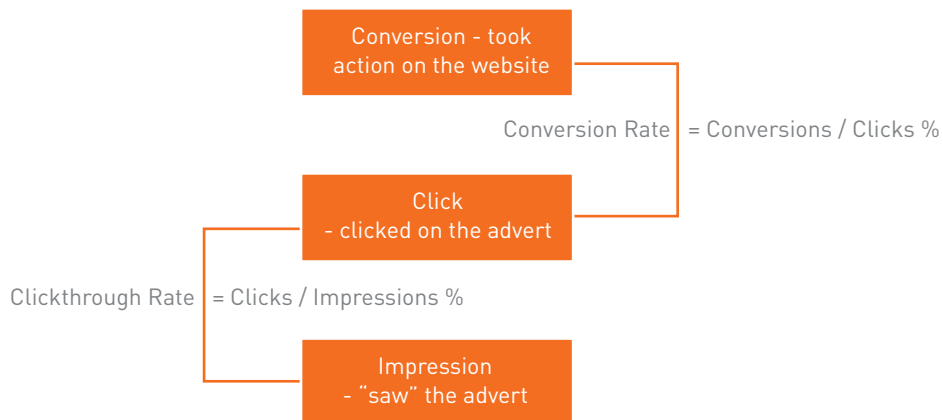 Conversion - took
action on the website
Conversion Rate = Conversions / Clicks %
Click
- clicked on the advert
Clickthrough Rate = Clicks / Impressions %
Impression
- “saw” the advert